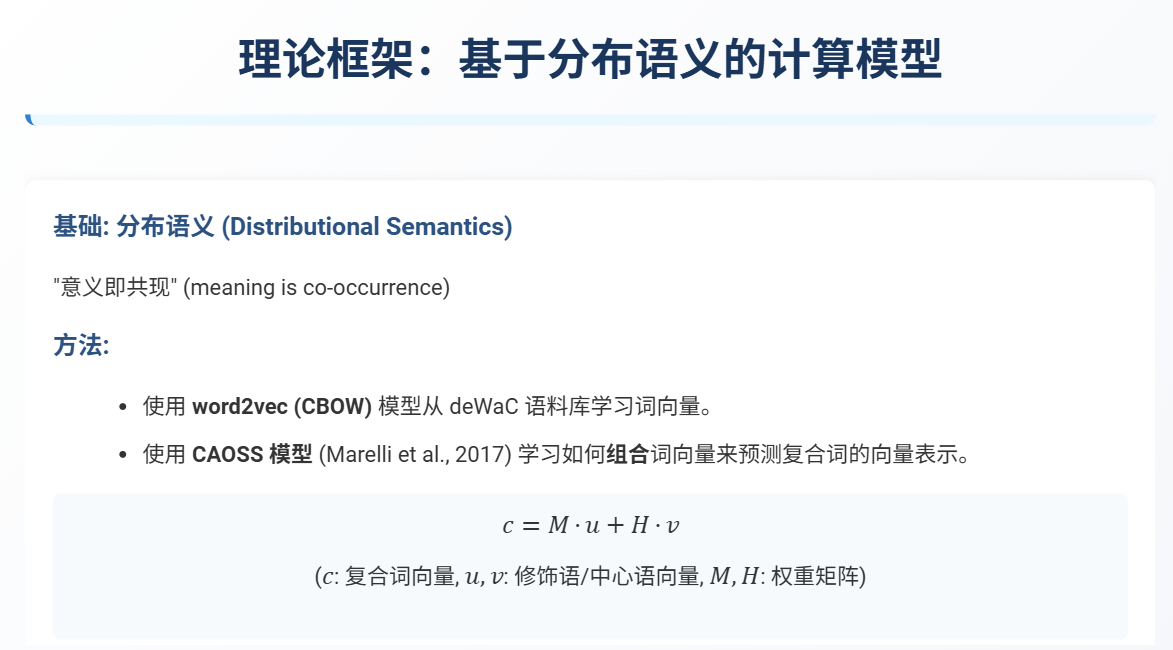 理论框架：基于分布语义的计算模型
基础: 分布语义 (Distributional Semantics)
"意义即共现" (meaning is co-occurrence)
方法:
• 使用 word2vec (CBOW) 模型从 deWaC 语料库学习词向量。
• 使用 CAOSS 模型 (Marelli et al., 2017) 学习如何组合词向量来预测复合词的向量表示。
c = M · u + H · v
(c: 复合词向量, u, v: 修饰语/中心语向量, M, H: 权重矩阵)